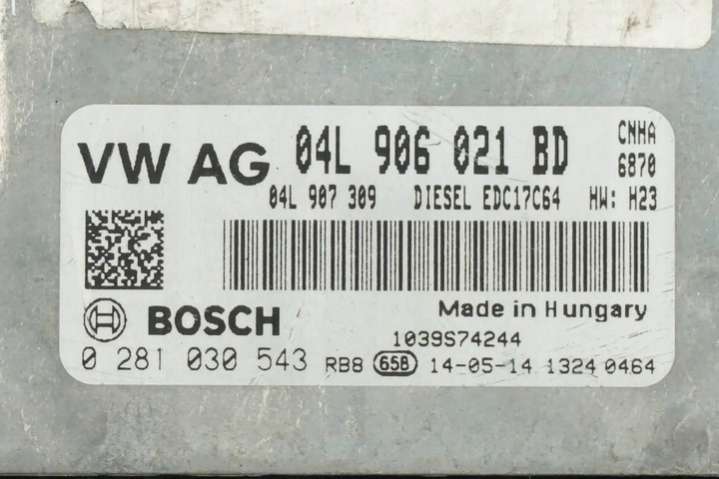 VW AG 04L 906 021 BD CNHA
6870
04L 907 309 DIESEL EDC17C64 HW: H23
BOSCH Made in Hungary
1039S74244
0 281 030 543 RB8 658 14-05-14 1324 0464